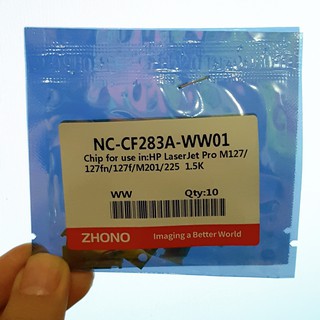 NC-CF283A-WW01
Chip for use in:HP LaserJet Pro M127/
127fn/127f/M201/225 1.5K
WW Qty:10
ZHONO Imaging a Better World